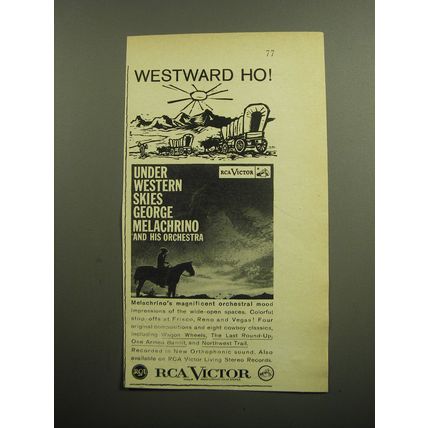 77
WESTWARD HO!
UNDER
WESTERN
SKIES
GEORGE
MELACHRINO
AND HIS ORCHESTRA
RCA VICTOR
Melachrino's magnificent orchestral mood
impressions of the wide-open spaces. Colorful
stop-offs at Frisco, Reno and Vegas! Four
original compositions and eight cowboy classics,
including Wagon Wheels, The Last Round-Up,
One Armed Bandit, and Northwest Trail.
Recorded in New Orthophonic sound. Also
available on RCA Victor Living Stereo Records.
RCA RCA VICTOR